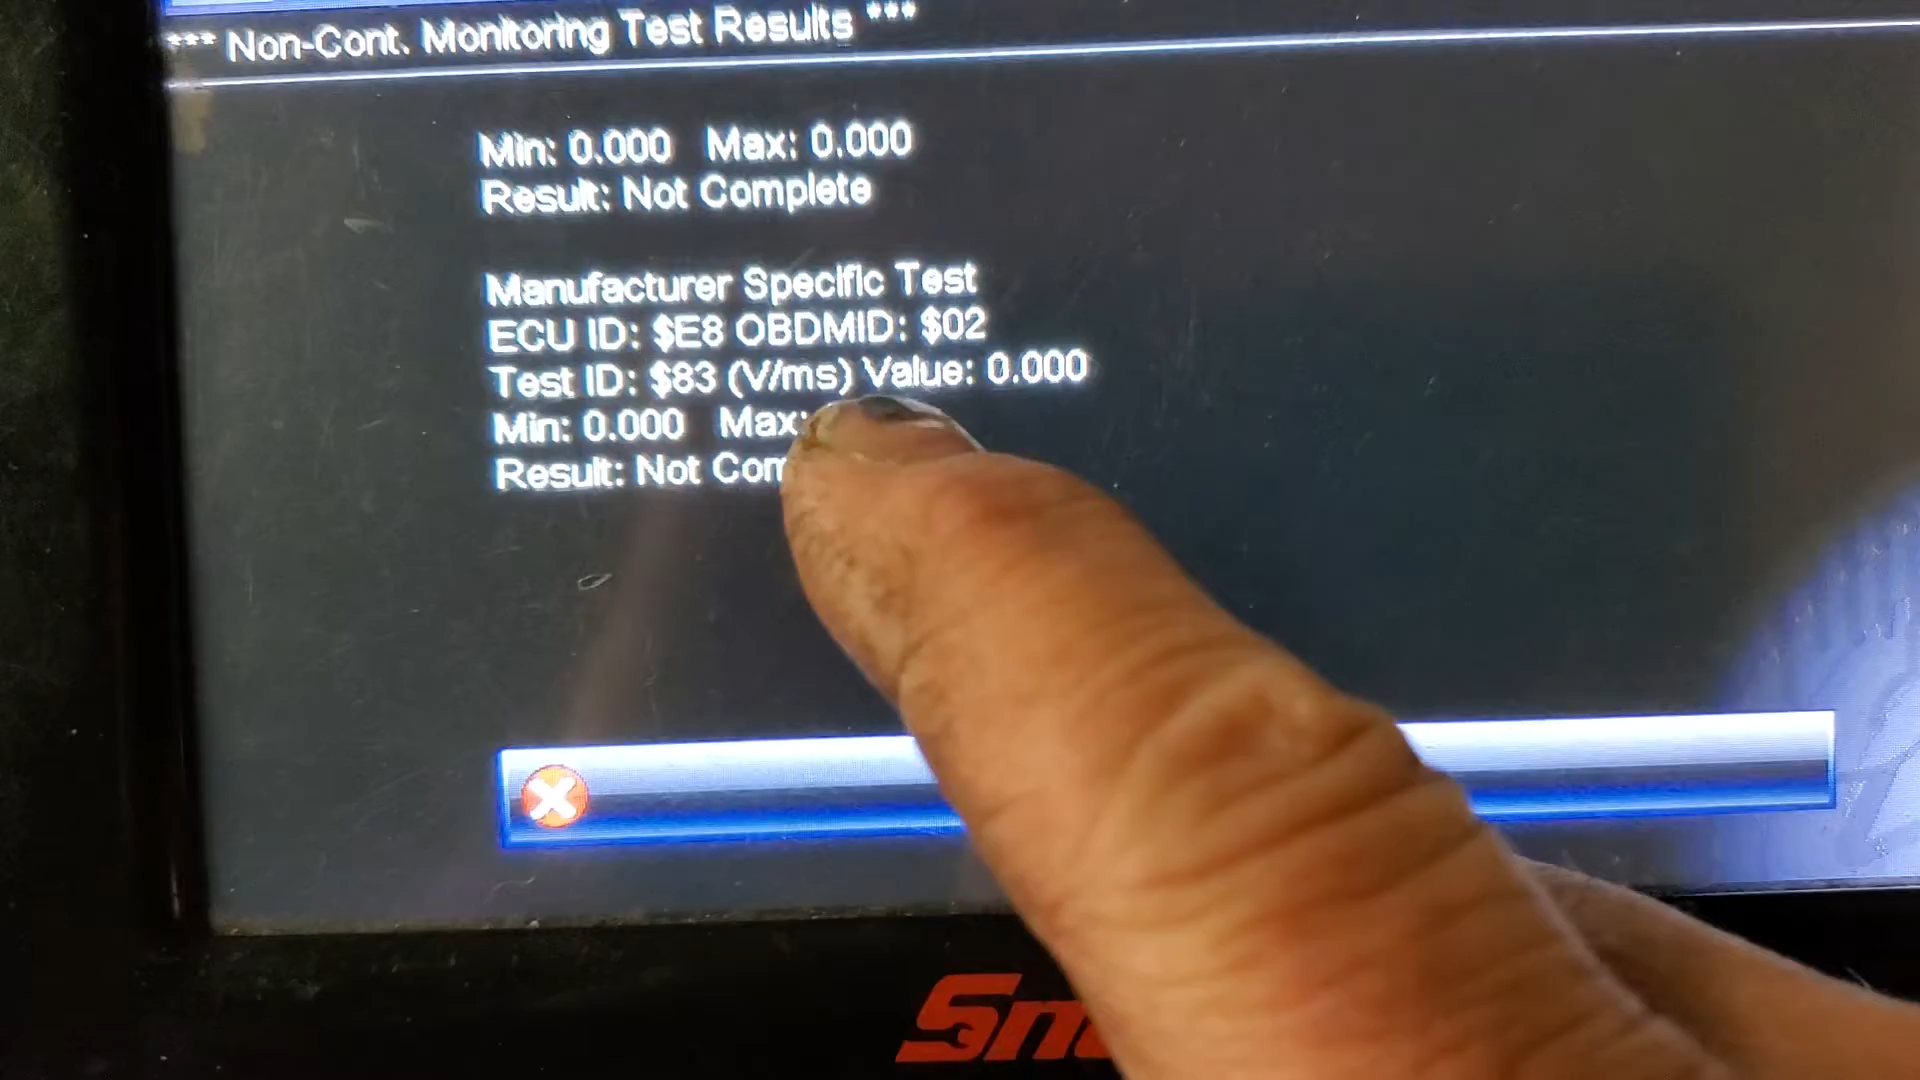 *** Non-Cont. Monitoring Test Results ***
Min: 0.000 Max: 0.000
Result: Not Complete
Manufacturer Specific Test
ECU ID: $E8 OBDMID: $02
Test ID: $83 (V/ms) Value: 0.000
Min: 0.000 Max:
Result: Not Com
Sn